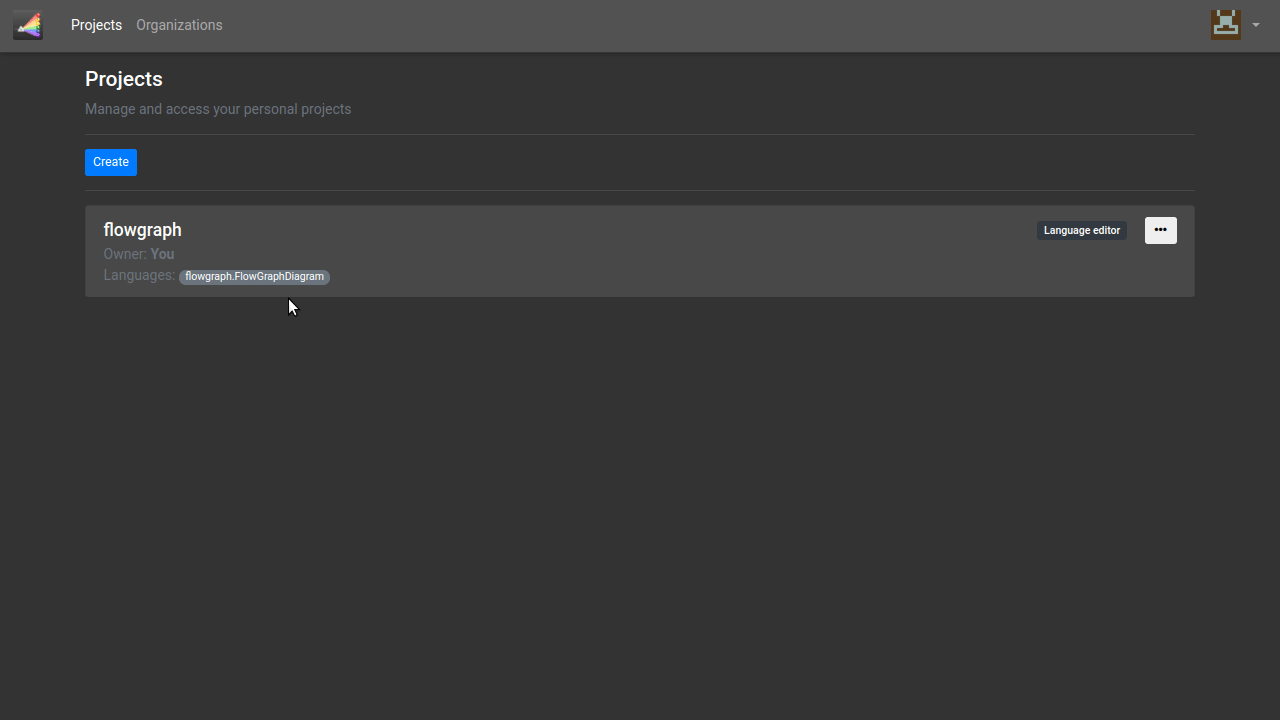 Projects Organizations
Projects
Manage and access your personal projects
Create
flowgraph Language editor •••
Owner: You
Languages: flowgraph.FlowGraphDiagram